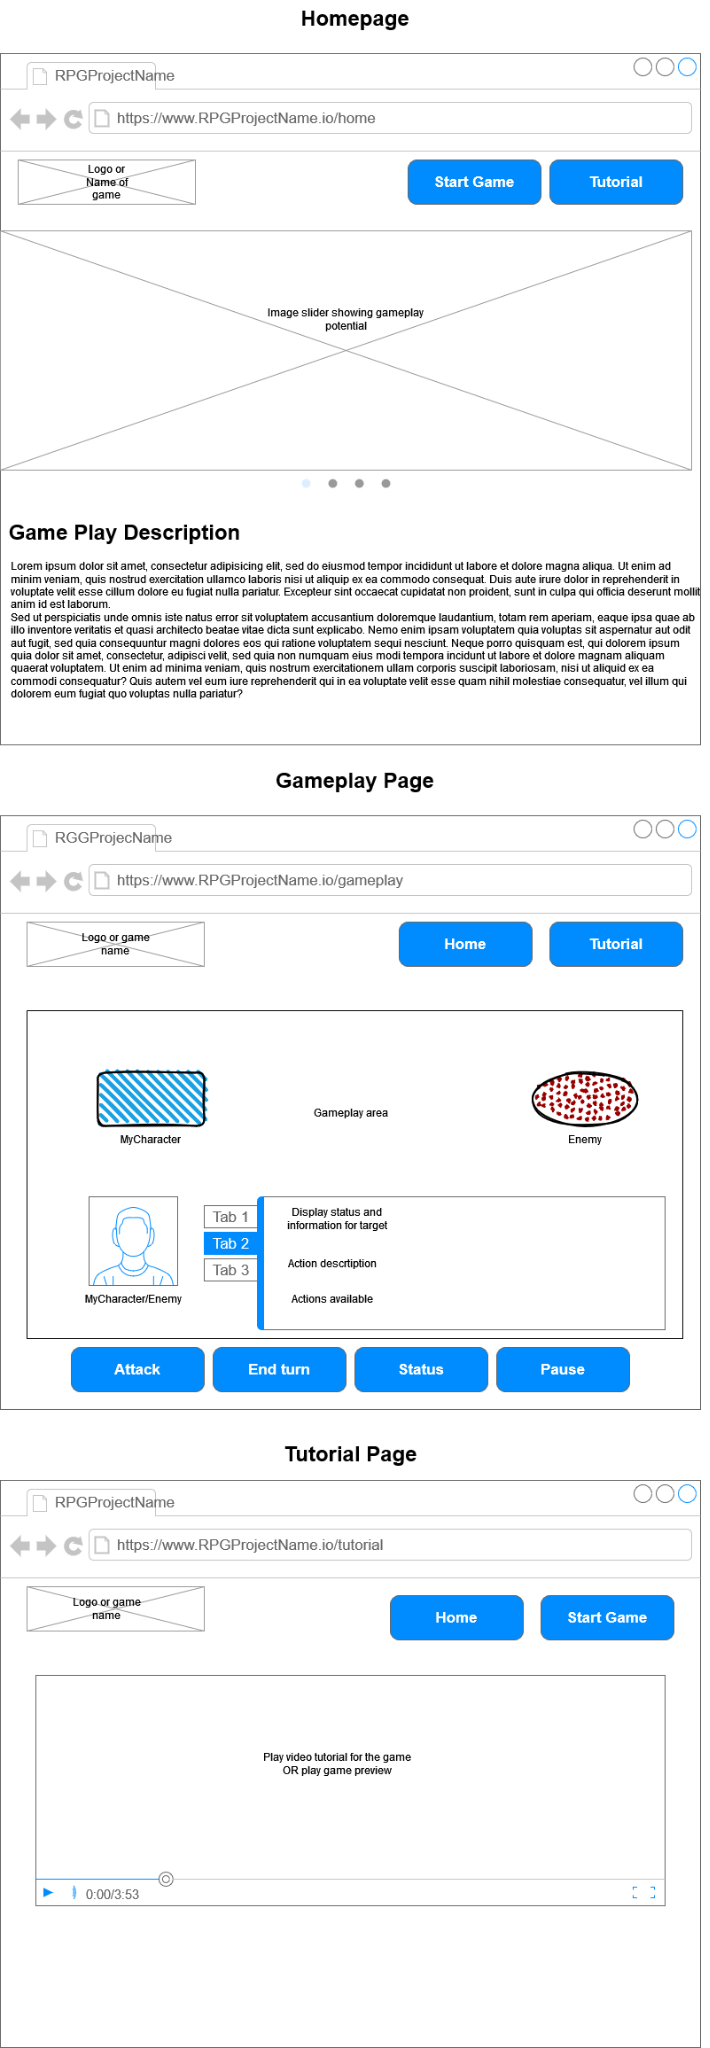 Homepage
RPGProjectName
https://www.RPGProjectName.io/home
Logo or
Name of
game
Start Game
Tutorial
Image slider showing gameplay
potential
Game Play Description
Lorem ipsum dolor sit amet, consectetur adipisicing elit, sed do eiusmod tempor incididunt ut labore et dolore magna aliqua. Ut enim ad
minim veniam, quis nostrud exercitation ullamco laboris nisi ut aliquip ex ea commodo consequat. Duis aute irure dolor in reprehenderit in
voluptate velit esse cillum dolore eu fugiat nulla pariatur. Excepteur sint occaecat cupidatat non proident, sunt in culpa qui officia deserunt mollit
anim id est laborum.
Sed ut perspiciatis unde omnis iste natus error sit voluptatem accusantium doloremque laudantium, totam rem aperiam, eaque ipsa quae ab
illo inventore veritatis et quasi architecto beatae vitae dicta sunt explicabo. Nemo enim ipsam voluptatem quia voluptas sit aspernatur aut odit
aut fugit, sed quia consequuntur magni dolores eos qui ratione voluptatem sequi nesciunt. Neque porro quisquam est, qui dolorem ipsum
quia dolor sit amet, consectetur, adipisci velit, sed quia non numquam eius modi tempora incidunt ut labore et dolore magnam aliquam
quaerat voluptatem. Ut enim ad minima veniam, quis nostrum exercitationem ullam corporis suscipit laboriosam, nisi ut aliquid ex ea
commodi consequatur? Quis autem vel eum iure reprehenderit qui in ea voluptate velit esse quam nihil molestiae consequatur, vel illum qui
dolorem eum fugiat quo voluptas nulla pariatur?
Gameplay Page
RGGProjecName
https://www.RPGProjectName.io/gameplay
Logo or game
name
Home
Tutorial
Gameplay area
MyCharacter
Enemy
Tab 1
Tab 2
Tab 3
Display status and
information for target
Action descrtiption
Actions available
MyCharacter/Enemy
Attack
End turn
Status
Pause
Tutorial Page
RPGProjectName
https://www.RPGProjectName.io/tutorial
Logo or game
name
Home
Start Game
Play video tutorial for the game
OR play game preview
0:00/3:53